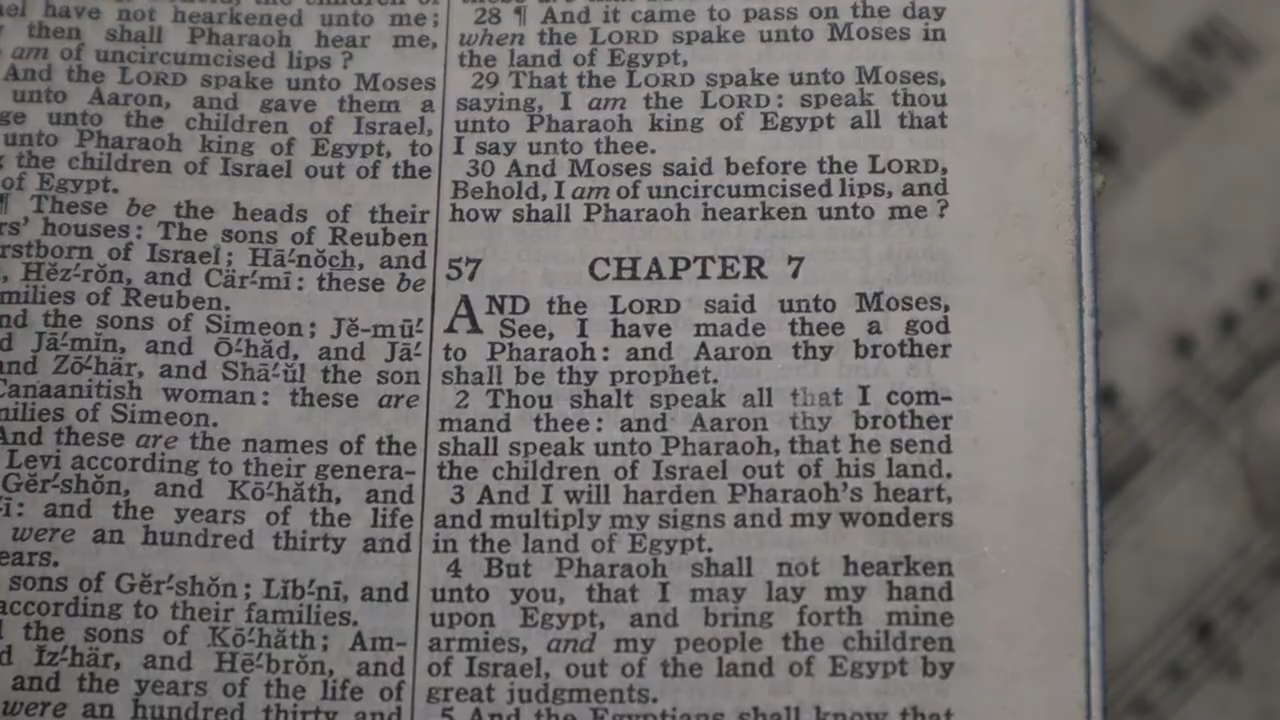 have not hearkened unto me;
then shall Pharaoh hear me,
am of uncircumcised lips ?
And the LORD spake unto Moses
unto Aaron, and gave them a
unto the children of Israel,
unto Pharaoh king of Egypt, to
the children of Israel out of the
of Egypt.
¶ These be the heads of their
houses: The sons of Reuben
of Israel; Hā´nŏch, and
Hĕz´rŏn, and Cär´mī: these be
of Reuben.
the sons of Simeon; Jĕ-mū´
Jā´mĭn, and Ō´hăd, and Jā´
and Zō´här, and Shā´ŭl the son
Canaanitish woman: these are
of Simeon.
And these are the names of the
Levi according to their genera-
Gĕr´shŏn, and Kō´hăth, and
and the years of the life
were an hundred thirty and
sons of Gĕr´shŏn; Lĭb´nī, and
according to their families.
the sons of Kō´hăth; Am-
Ĭz´här, and Hē´brŏn, and
and the years of the life of
were an hundred thirty and
28 ¶ And it came to pass on the day
when the LORD spake unto Moses in
the land of Egypt,
29 That the LORD spake unto Moses,
saying, I am the LORD: speak thou
unto Pharaoh king of Egypt all that
I say unto thee.
30 And Moses said before the LORD,
Behold, I am of uncircumcised lips, and
how shall Pharaoh hearken unto me ?
57 CHAPTER 7
AND the LORD said unto Moses,
See, I have made thee a god
to Pharaoh: and Aaron thy brother
shall be thy prophet.
2 Thou shalt speak all that I com-
mand thee: and Aaron thy brother
shall speak unto Pharaoh, that he send
the children of Israel out of his land.
3 And I will harden Pharaoh's heart,
and multiply my signs and my wonders
in the land of Egypt.
4 But Pharaoh shall not hearken
unto you, that I may lay my hand
upon Egypt, and bring forth mine
armies, and my people the children
of Israel, out of the land of Egypt by
great judgments.
5 And the Egyptians shall know that